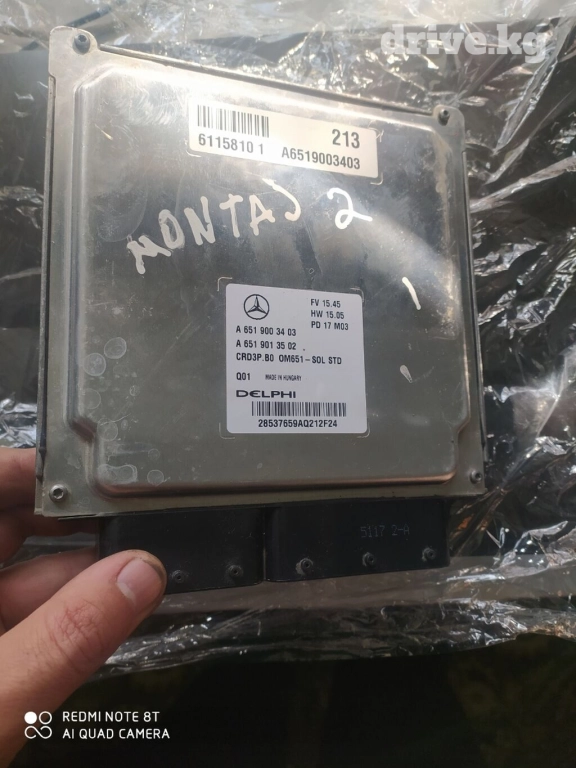 drive.kg
213
6115810 1 A6519003403
MONTAJ 2
FV 15.45
HW 15.05
PD 17 M03
A 651 900 34 03
A 651 901 35 02
CRD3P.B0 OM651-SOL STD
Q01 MADE IN HUNGARY
DELPHI
28537659AQ212F24
5117 2-A
REDMI NOTE 8T
AI QUAD CAMERA